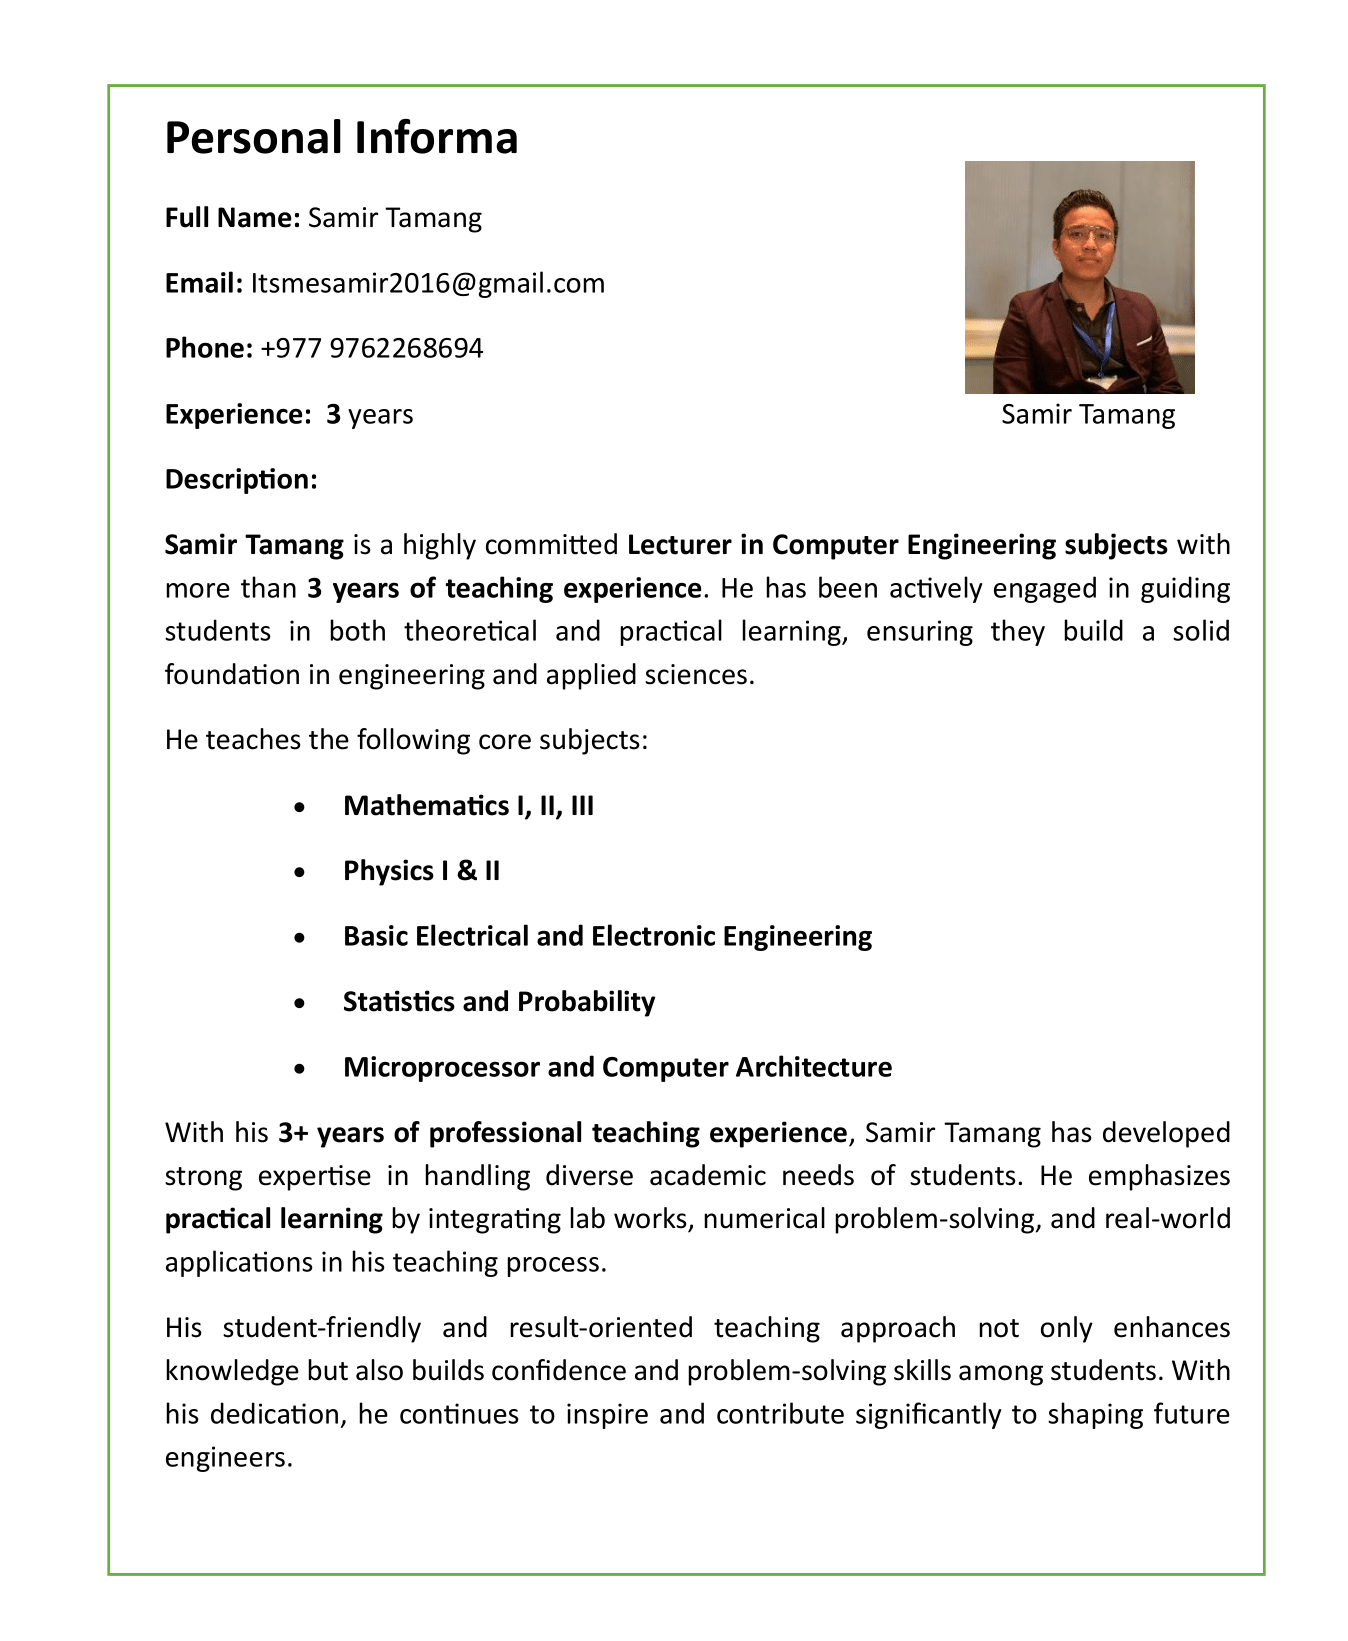 Personal Informa
Full Name: Samir Tamang
Email: Itsmesamir2016@gmail.com
Phone: +977 9762268694
Experience:  3 years
Samir Tamang
Description:
Samir Tamang is a highly committed Lecturer in Computer Engineering subjects with
more than 3 years of teaching experience. He has been actively engaged in guiding
students in both theoretical and practical learning, ensuring they build a solid
foundation in engineering and applied sciences.
He teaches the following core subjects:
• Mathematics I, II, III
• Physics I & II
• Basic Electrical and Electronic Engineering
• Statistics and Probability
• Microprocessor and Computer Architecture
With his 3+ years of professional teaching experience, Samir Tamang has developed
strong expertise in handling diverse academic needs of students. He emphasizes
practical learning by integrating lab works, numerical problem-solving, and real-world
applications in his teaching process.
His student-friendly and result-oriented teaching approach not only enhances
knowledge but also builds confidence and problem-solving skills among students. With
his dedication, he continues to inspire and contribute significantly to shaping future
engineers.